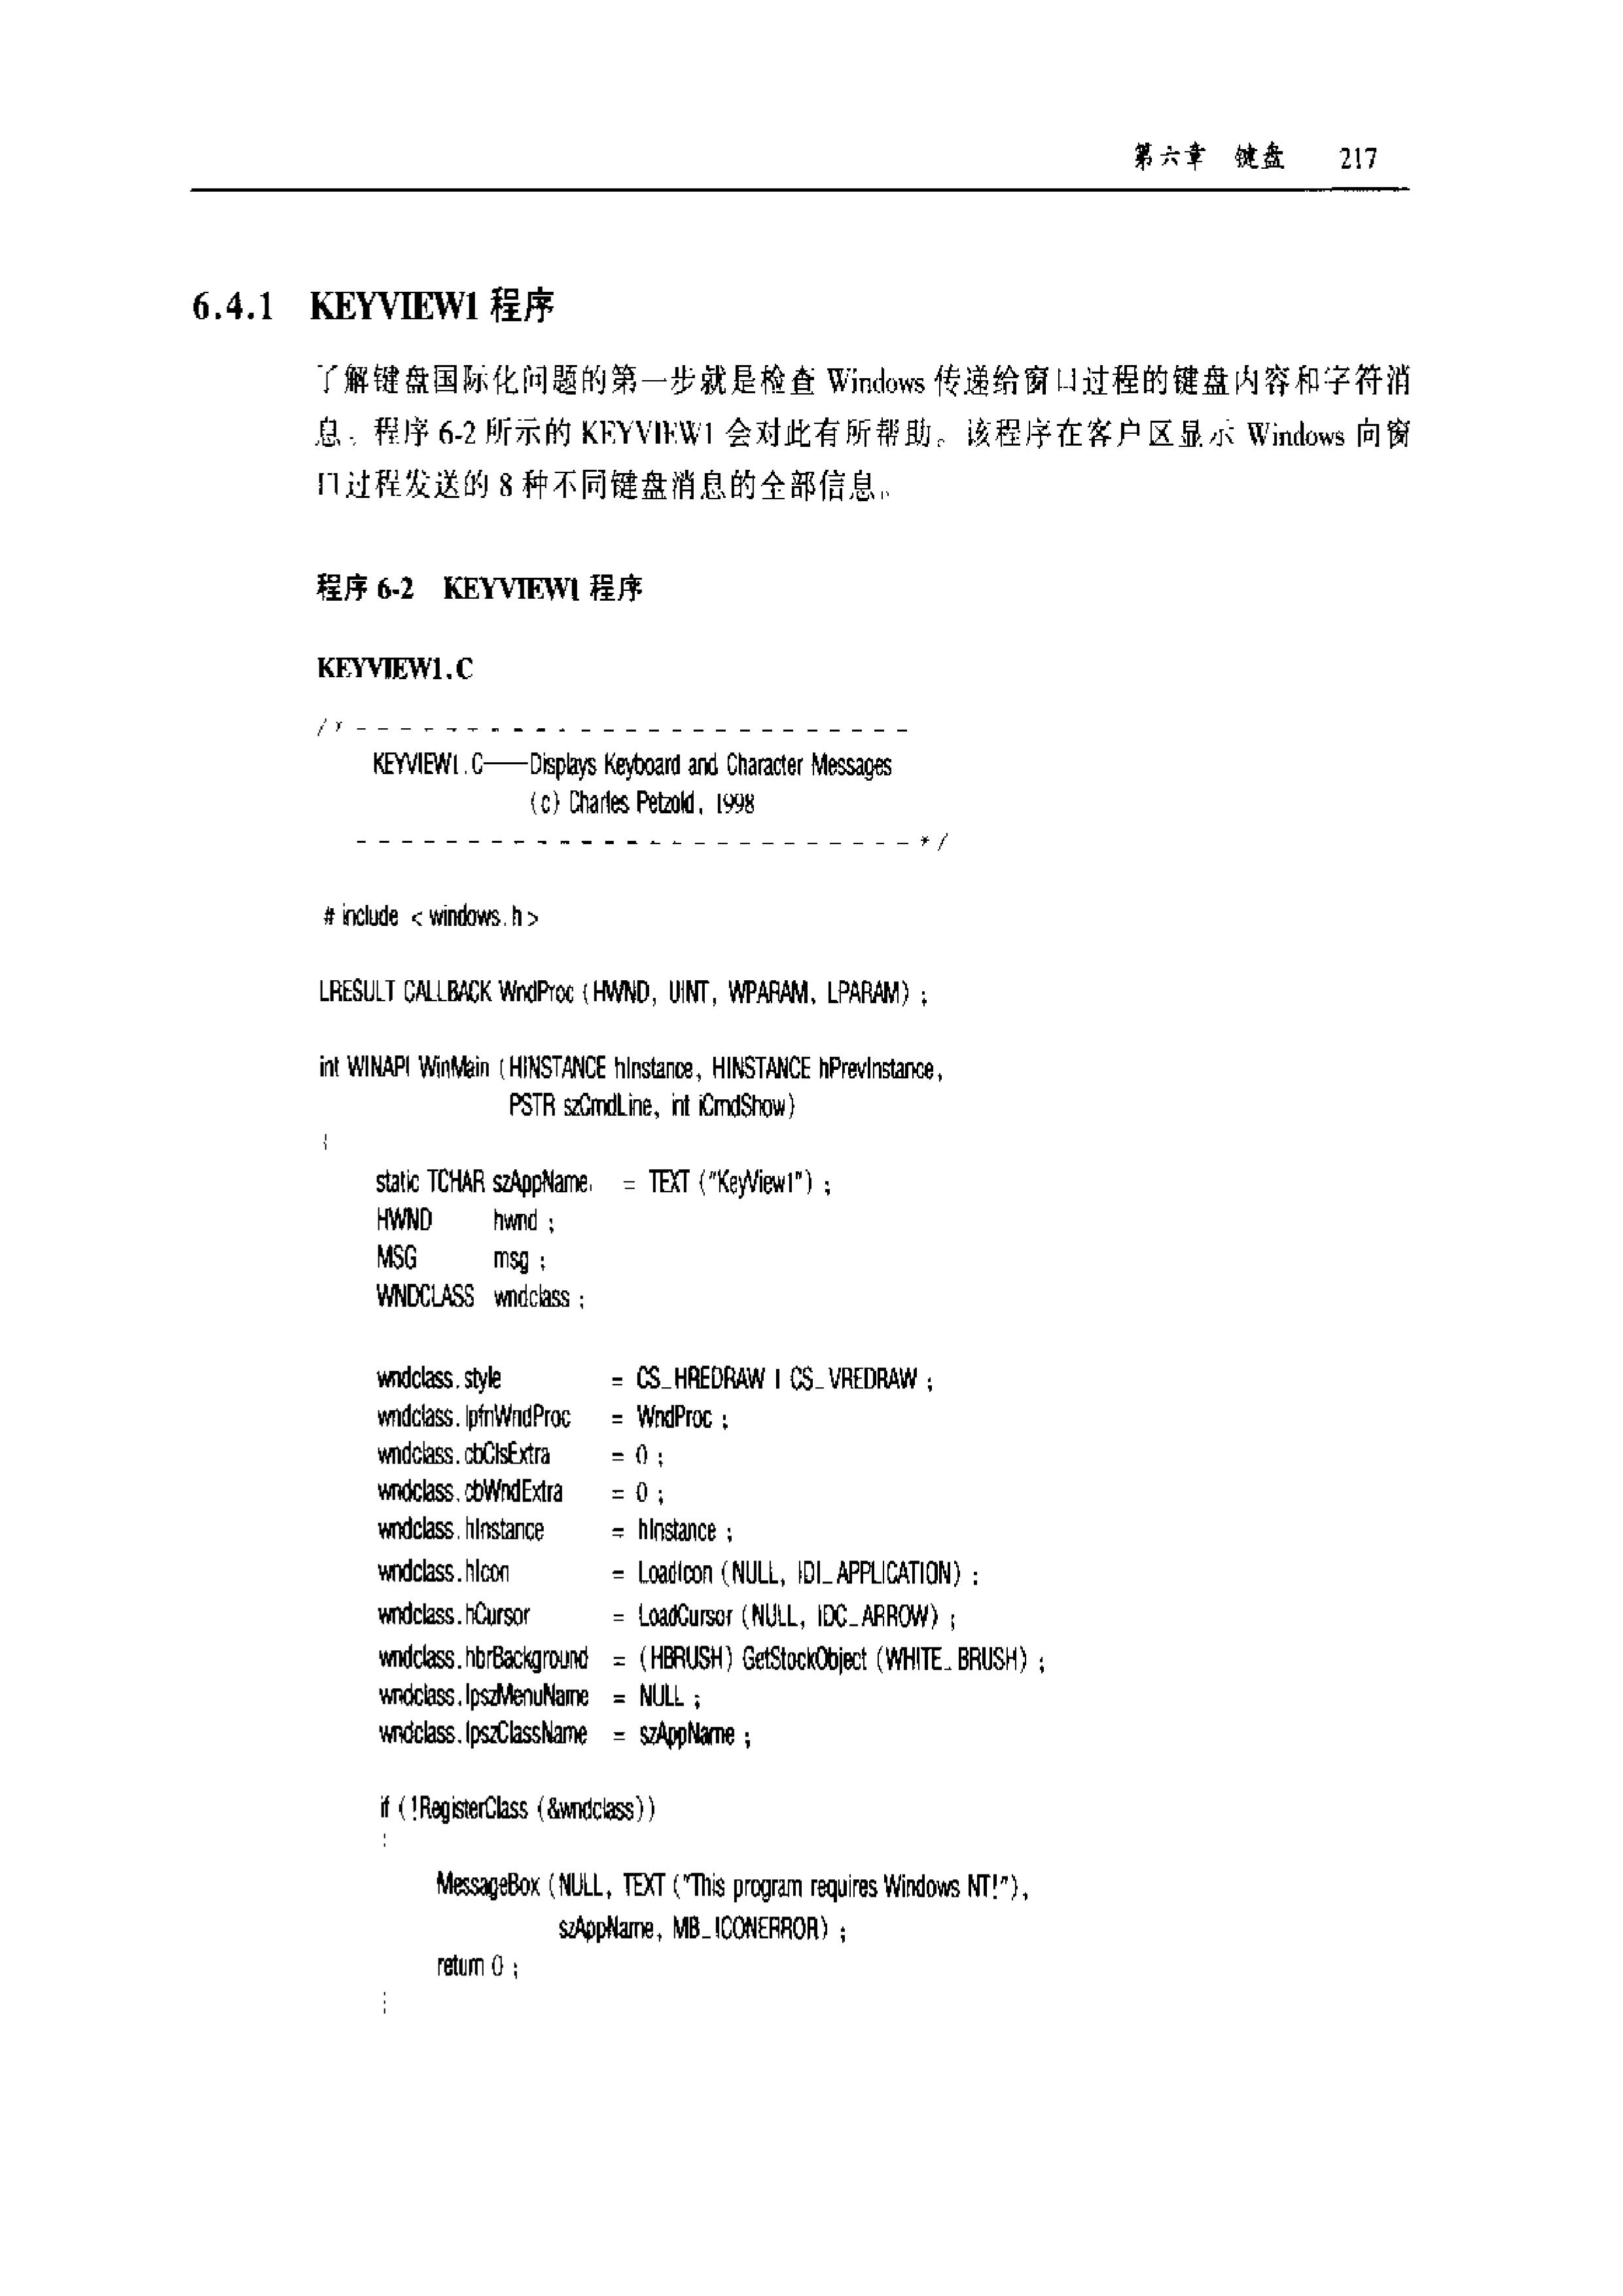 第六章 键盘 217
6.4.1 KEYVIEW1 程序
了解键盘国际化问题的第一步就是检查 Windows 传递给窗口过程的键盘内容和字符消
息。程序 6-2 所示的 KEYVIEW1 会对此有所帮助。该程序在客户区显示 Windows 向窗
口过程发送的 8 种不同键盘消息的全部信息。
程序 6-2 KEYVIEW1 程序
KEYVIEW1.C
/* - - - - - - - - - - - - - - - - - - - - - - - - -
KEYVIEW1.C——Displays Keyboard and Character Messages
(c) Charles Petzold, 1998
- - - - - - - - - - - - - - - - - - - - - - - - - */
# include < windows.h >
LRESULT CALLBACK WndProc (HWND, UINT, WPARAM, LPARAM) ;
int WINAPI WinMain (HINSTANCE hInstance, HINSTANCE hPrevInstance,
PSTR szCmdLine, int iCmdShow)
{
static TCHAR szAppName = TEXT ("KeyView1") ;
HWND hwnd ;
MSG msg ;
WNDCLASS wndclass ;
wndclass.style = CS_HREDRAW | CS_VREDRAW ;
wndclass.lpfnWndProc = WndProc ;
wndclass.cbClsExtra = 0 ;
wndclass.cbWndExtra = 0 ;
wndclass.hInstance = hInstance ;
wndclass.hIcon = LoadIcon (NULL, IDI_APPLICATION) ;
wndclass.hCursor = LoadCursor (NULL, IDC_ARROW) ;
wndclass.hbrBackground = (HBRUSH) GetStockObject (WHITE_BRUSH) ;
wndclass.lpszMenuName = NULL ;
wndclass.lpszClassName = szAppName ;
if (!RegisterClass (&wndclass))
{
MessageBox (NULL, TEXT ("This program requires Windows NT!"),
szAppName, MB_ICONERROR) ;
return 0 ;
}